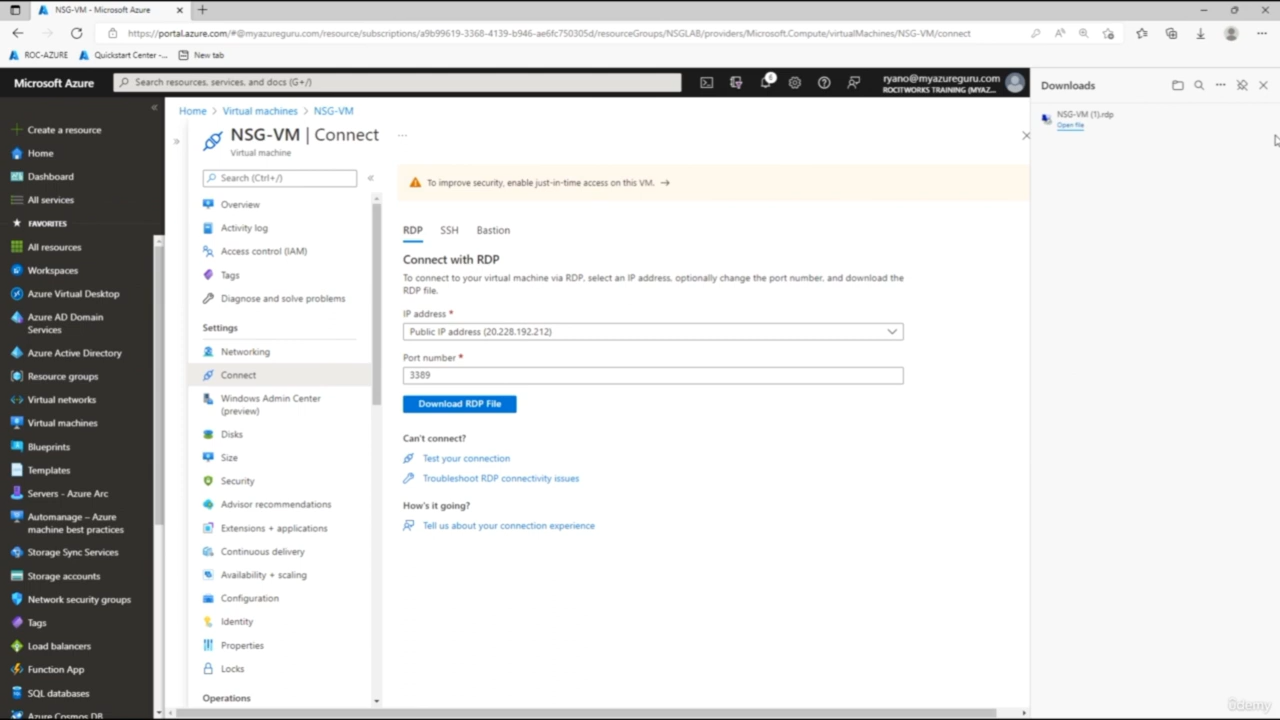 NSG-VM - Microsoft Azure
https://portal.azure.com/#@myazureguru.com/resource/subscriptions/a9b99619-3368-4139-b946-ae6fc750305d/resourceGroups/NSGLAB/providers/Microsoft.Compute/virtualMachines/NSG-VM/connect
ROC-AZURE
Quickstart Center -...
New tab
Microsoft Azure
Search resources, services, and docs (G+/)
6
ryano@myazureguru.com
ROCITWORKS TRAINING (MYAZ...
Create a resource
Home
Dashboard
All services
FAVORITES
All resources
Workspaces
Azure Virtual Desktop
Azure AD Domain
Services
Azure Active Directory
Resource groups
Virtual networks
Virtual machines
Blueprints
Templates
Servers - Azure Arc
Automanage – Azure
machine best practices
Storage Sync Services
Storage accounts
Network security groups
Tags
Load balancers
Function App
SQL databases
Azure Cosmos DB
Home > Virtual machines > NSG-VM
NSG-VM | Connect ...
Virtual machine
Search (Ctrl+/)
Overview
Activity log
Access control (IAM)
Tags
Diagnose and solve problems
Settings
Networking
Connect
Windows Admin Center
(preview)
Disks
Size
Security
Advisor recommendations
Extensions + applications
Continuous delivery
Availability + scaling
Configuration
Identity
Properties
Locks
Operations
To improve security, enable just-in-time access on this VM. →
RDP
SSH
Bastion
Connect with RDP
To connect to your virtual machine via RDP, select an IP address, optionally change the port number, and download the
RDP file.
IP address *
Public IP address (20.228.192.212)
Port number *
3389
Download RDP File
Can't connect?
Test your connection
Troubleshoot RDP connectivity issues
How's it going?
Tell us about your connection experience
Downloads
NSG-VM (1).rdp
Open file
ûdemy